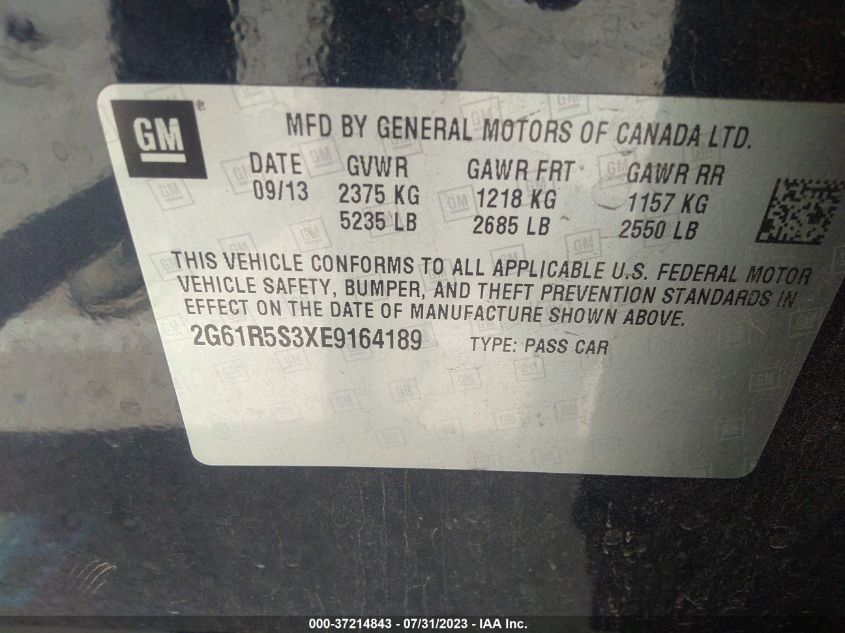 GM®
MFD BY GENERAL MOTORS OF CANADA LTD.
DATE GVWR GAWR FRT GAWR RR
09/13 2375 KG 1218 KG 1157 KG
5235 LB 2685 LB 2550 LB
THIS VEHICLE CONFORMS TO ALL APPLICABLE U.S. FEDERAL MOTOR
VEHICLE SAFETY, BUMPER, AND THEFT PREVENTION STANDARDS IN
EFFECT ON THE DATE OF MANUFACTURE SHOWN ABOVE.
2G61R5S3XE9164189 TYPE: PASS CAR
000-37214843 / 07/31/2023 - IAA Inc.